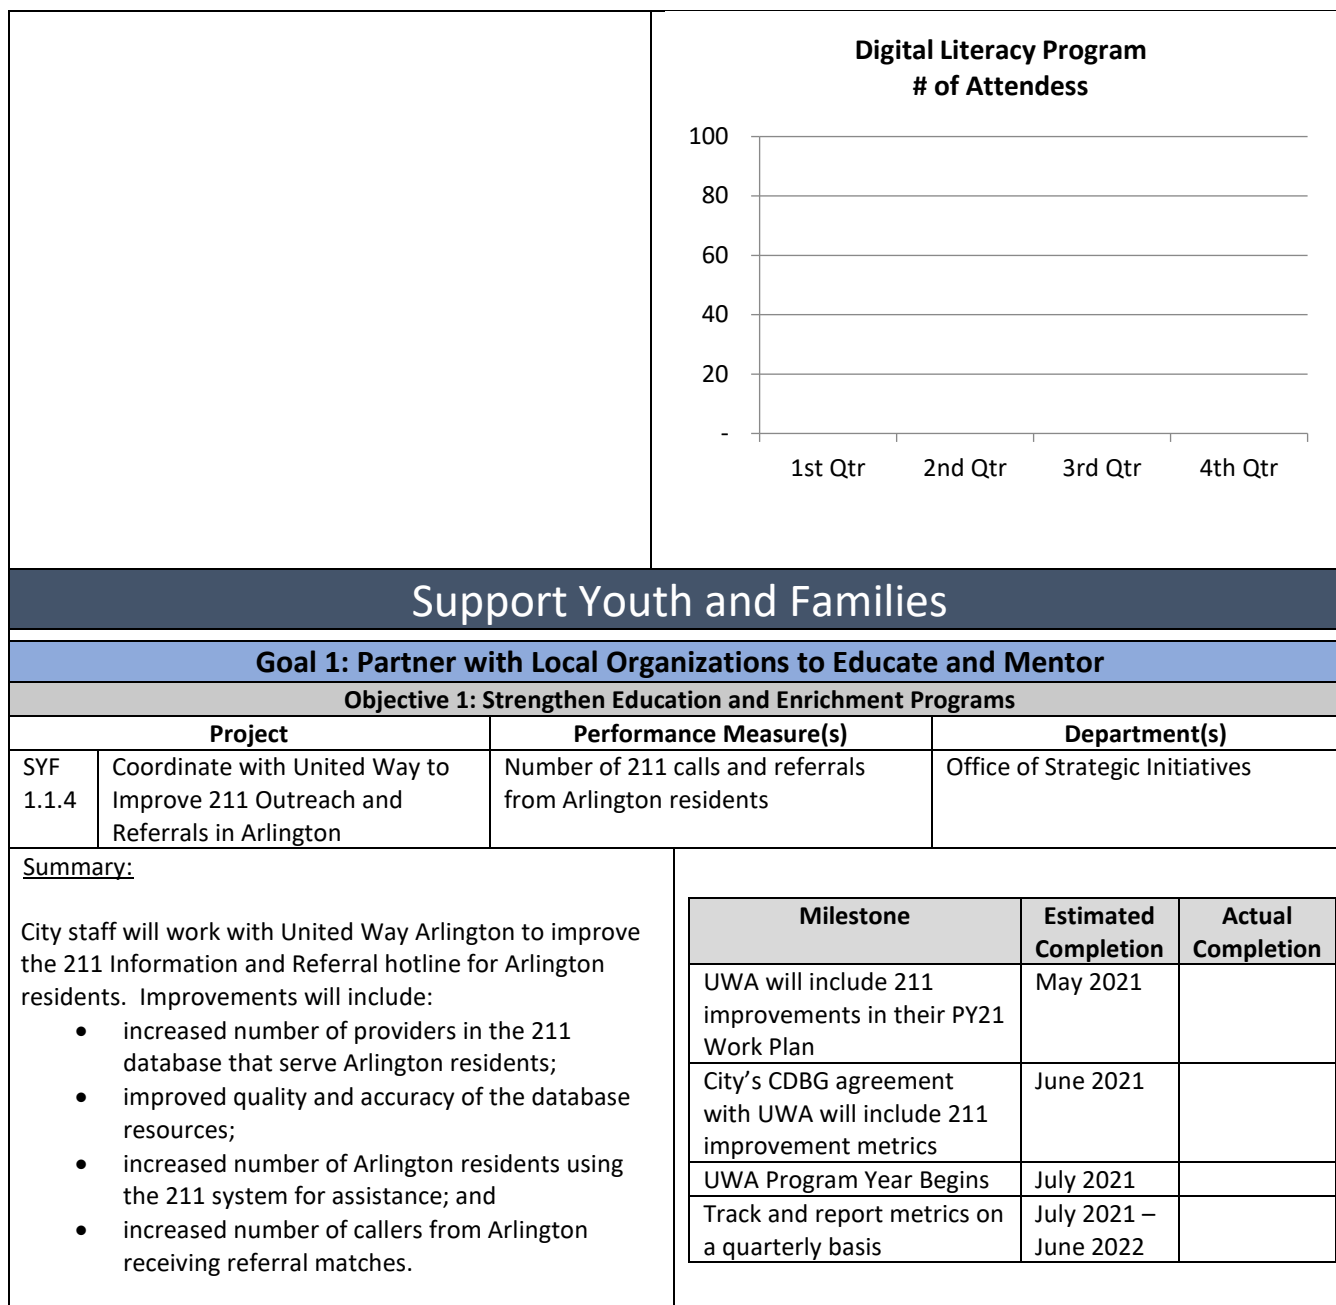 Digital Literacy Program
# of Attendess
100
80
60
40
20
-
1st Qtr 2nd Qtr 3rd Qtr 4th Qtr
Support Youth and Families
Goal 1: Partner with Local Organizations to Educate and Mentor
Objective 1: Strengthen Education and Enrichment Programs
Project Performance Measure(s) Department(s)
SYF 1.1.4
Coordinate with United Way to
Improve 211 Outreach and
Referrals in Arlington
Number of 211 calls and referrals
from Arlington residents
Office of Strategic Initiatives
Summary:
City staff will work with United Way Arlington to improve
the 211 Information and Referral hotline for Arlington
residents.  Improvements will include:
• increased number of providers in the 211
database that serve Arlington residents;
• improved quality and accuracy of the database
resources;
• increased number of Arlington residents using
the 211 system for assistance; and
• increased number of callers from Arlington
receiving referral matches.
Milestone Estimated Completion Actual Completion
UWA will include 211
improvements in their PY21
Work Plan
May 2021
City’s CDBG agreement
with UWA will include 211
improvement metrics
June 2021
UWA Program Year Begins July 2021
Track and report metrics on
a quarterly basis
July 2021 –
June 2022